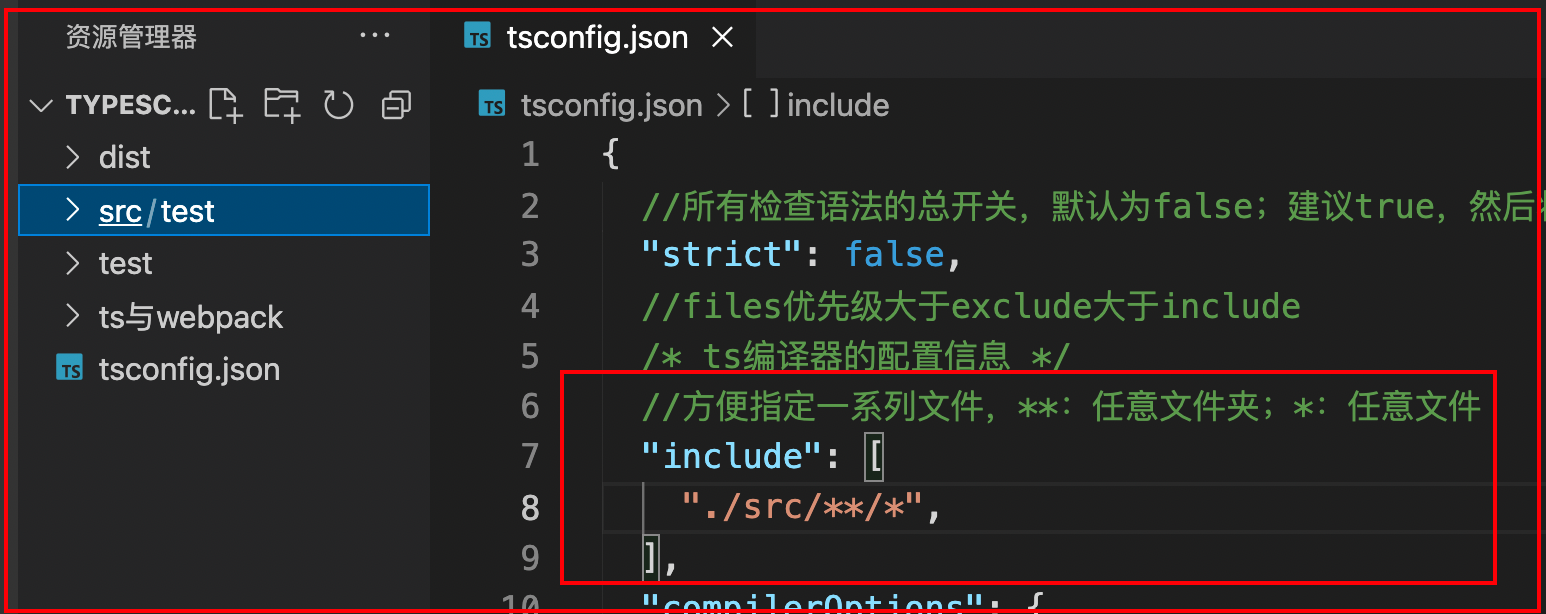 资源管理器 ...
TYPESC...
dist
src/test
test
ts与webpack
TS tsconfig.json
TS tsconfig.json
TS tsconfig.json > [ ] include
1 {
2 //所有检查语法的总开关，默认为false；建议true，然后
3 "strict": false,
4 //files优先级大于exclude大于include
5 /* ts编译器的配置信息 */
6 //方便指定一系列文件，**：任意文件夹；*：任意文件
7 "include": [
8 "./src/**/*",
9 ],
10 "compilerOptions": {